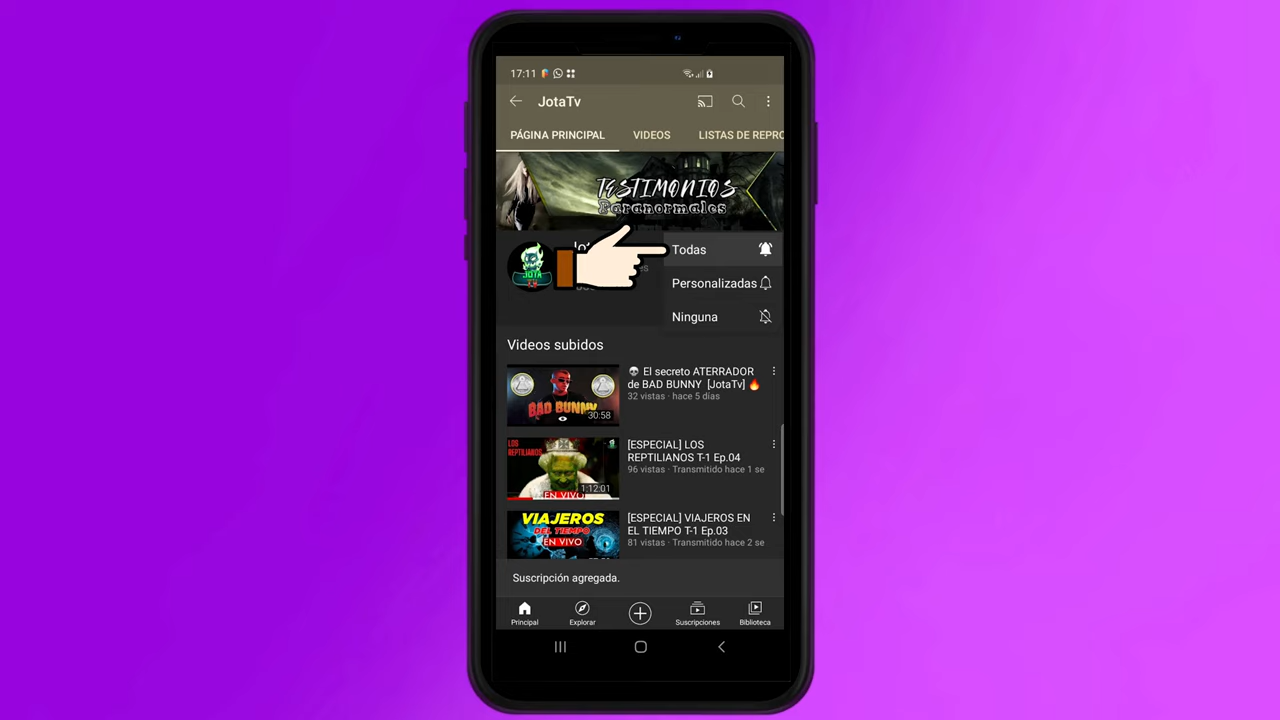 17:11
JotaTv
PÁGINA PRINCIPAL VIDEOS LISTAS DE REPRO
TESTIMONIOS
Paranormales
JOTA
TV
Todas
Personalizadas
Ninguna
Videos subidos
BAD BUNNY
30:58
💀 El secreto ATERRADOR
de BAD BUNNY [JotaTv] 🔥
32 vistas · hace 5 días
LOS
REPTILIANOS
EN VIVO
1:12:01
[ESPECIAL] LOS
REPTILIANOS T-1 Ep.04
96 vistas · Transmitido hace 1 se
VIAJEROS
DEL TIEMPO
EN VIVO
[ESPECIAL] VIAJEROS EN
EL TIEMPO T-1 Ep.03
81 vistas · Transmitido hace 2 se
Suscripción agregada.
Principal Explorar Suscripciones Biblioteca